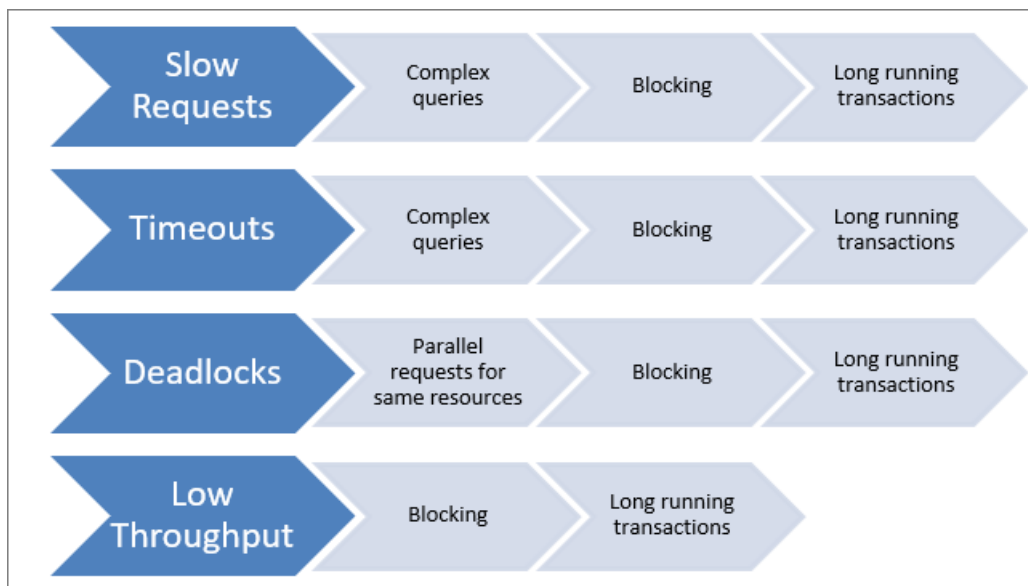 Slow
Requests
Complex
queries
Blocking
Long running
transactions
Timeouts
Complex
queries
Blocking
Long running
transactions
Deadlocks
Parallel
requests for
same resources
Blocking
Long running
transactions
Low
Throughput
Blocking
Long running
transactions